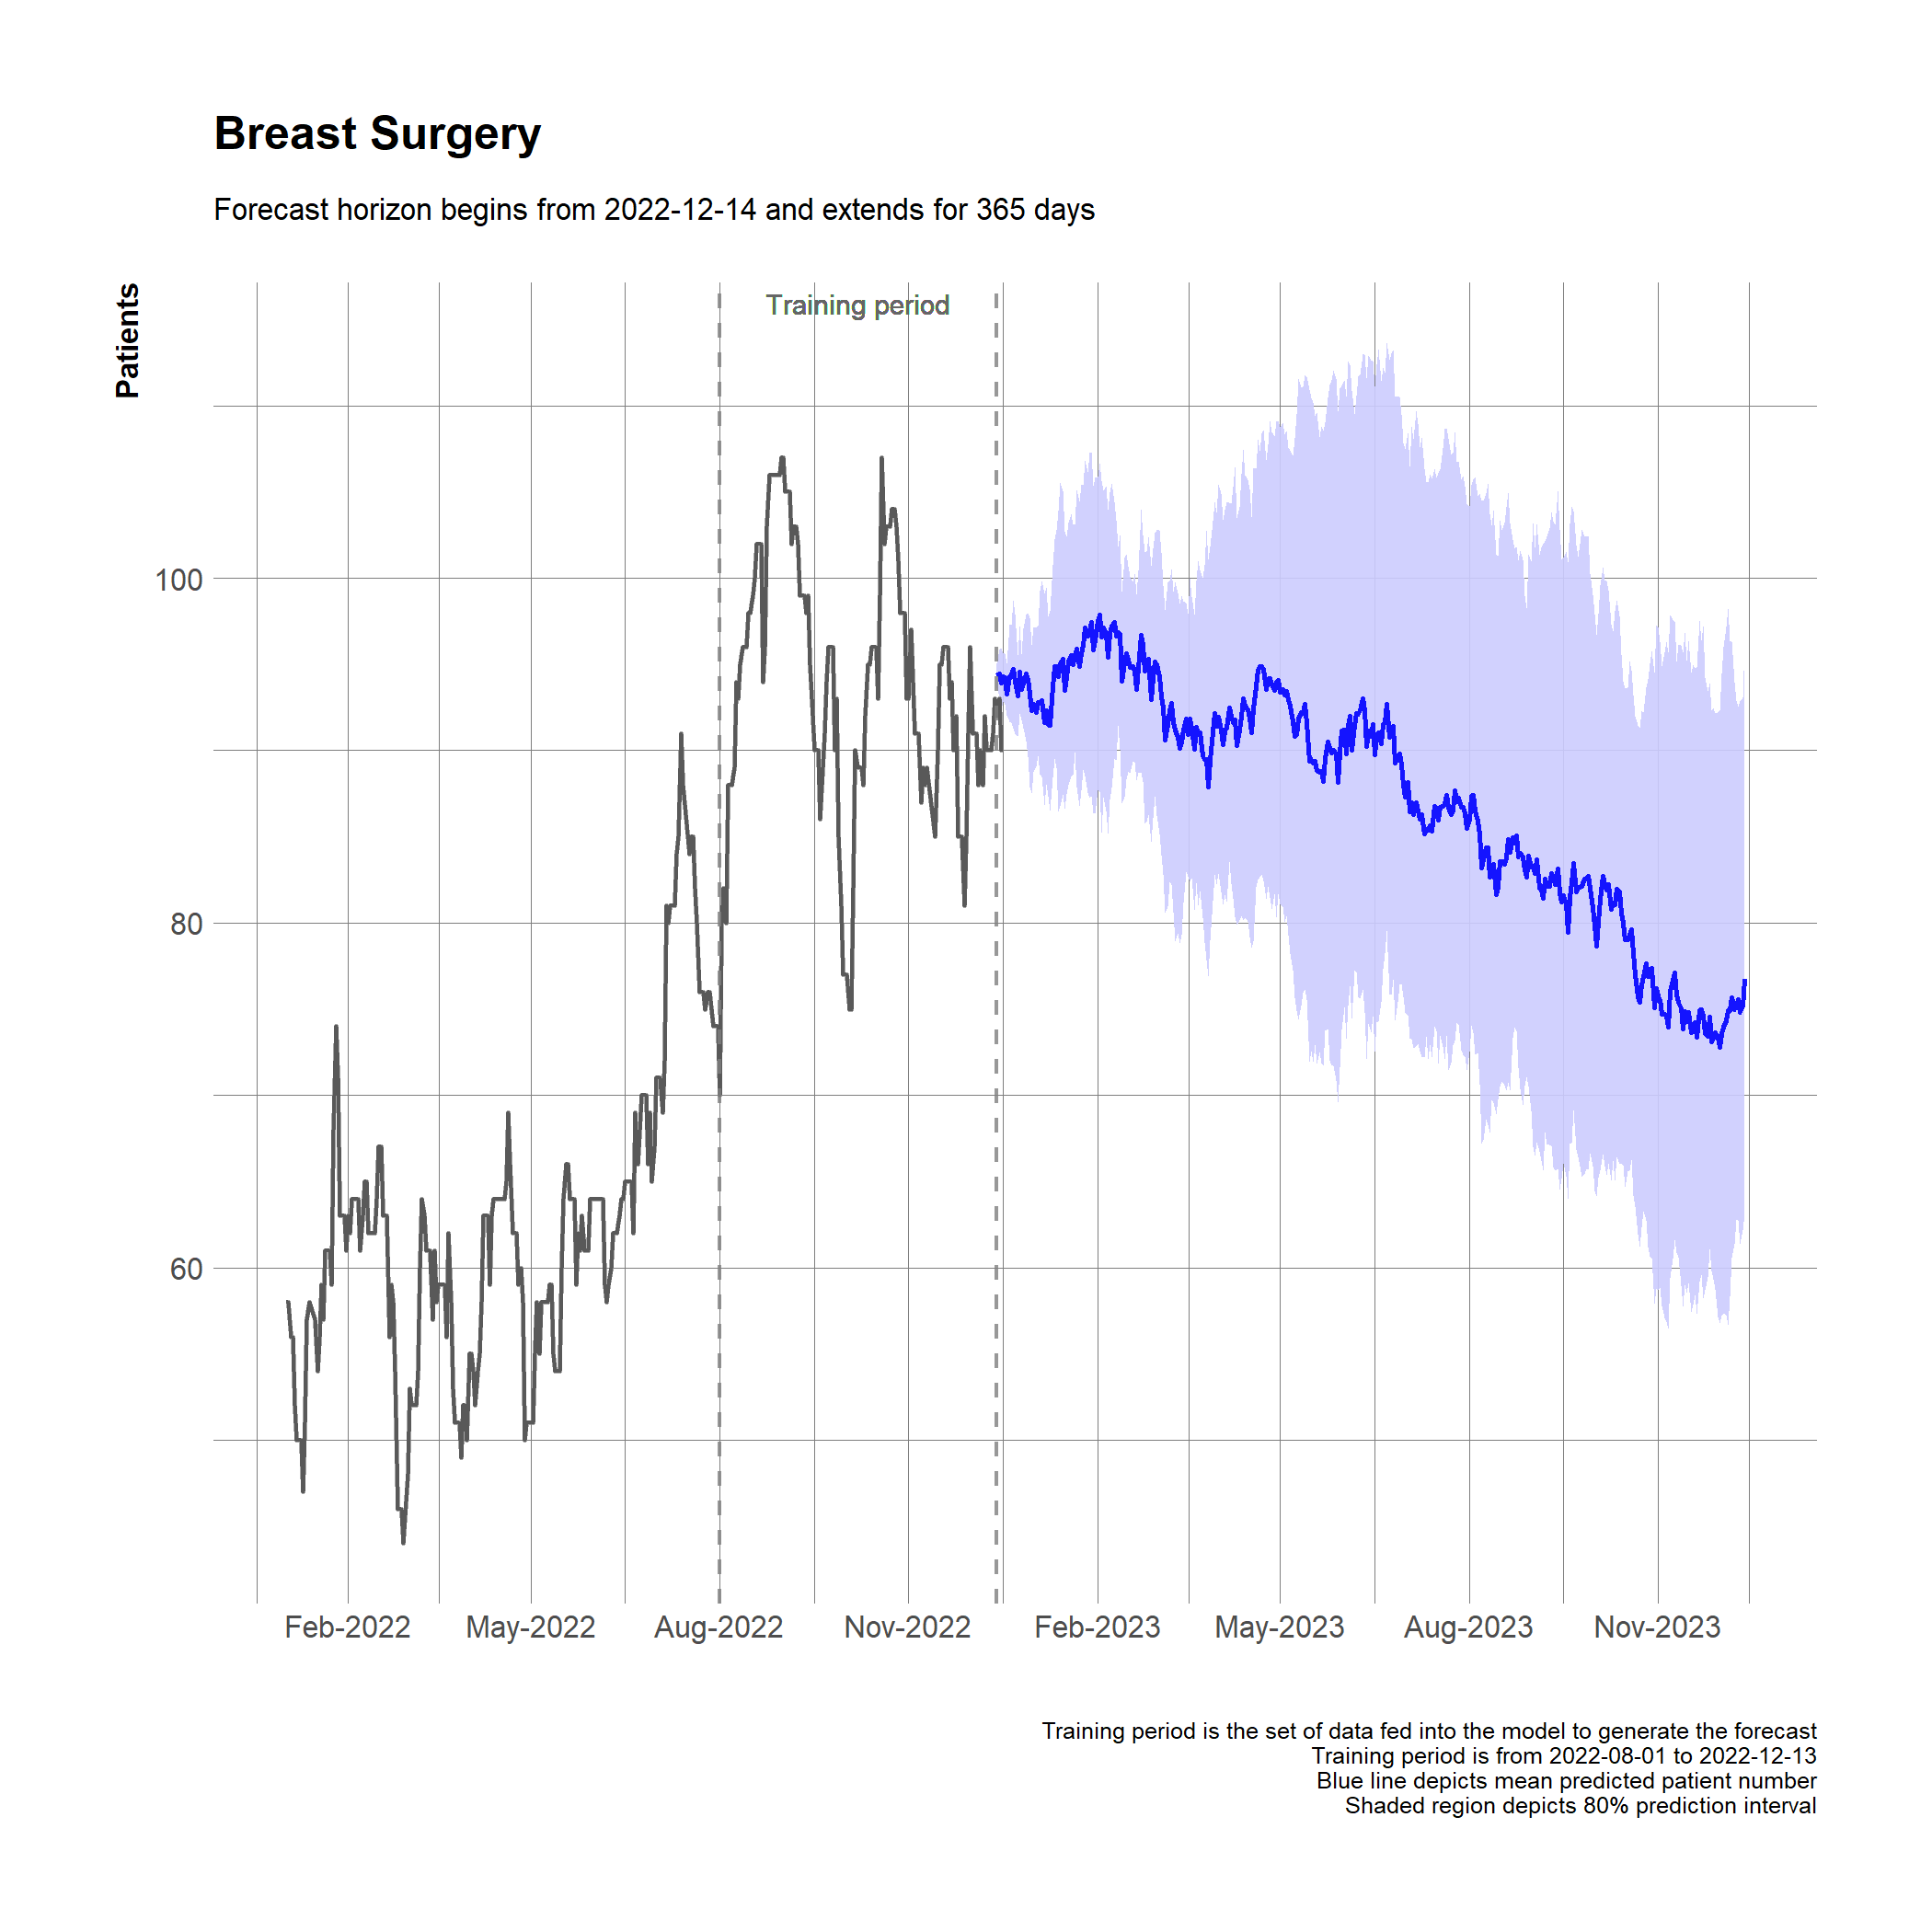 Breast Surgery
Forecast horizon begins from 2022-12-14 and extends for 365 days
Patients
Training period
100
80
60
Feb-2022 May-2022 Aug-2022 Nov-2022 Feb-2023 May-2023 Aug-2023 Nov-2023
Training period is the set of data fed into the model to generate the forecast
Training period is from 2022-08-01 to 2022-12-13
Blue line depicts mean predicted patient number
Shaded region depicts 80% prediction interval